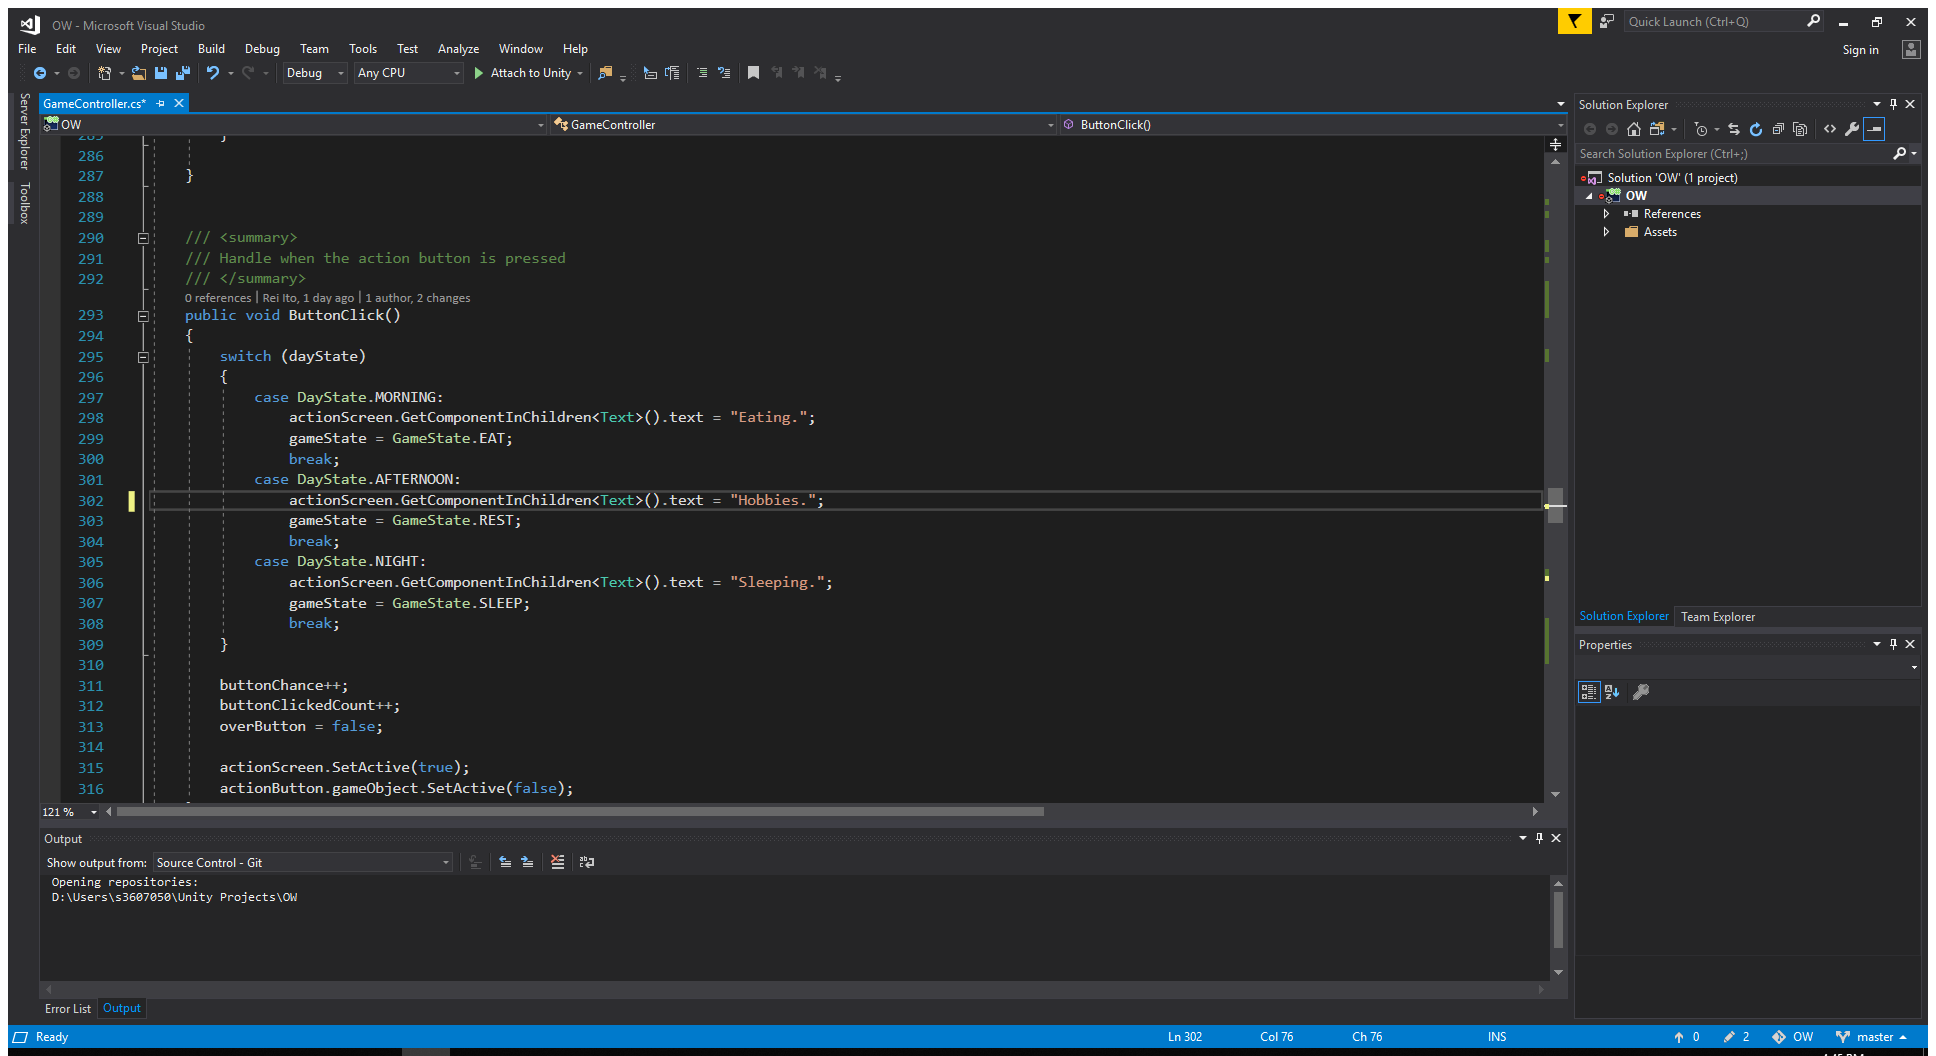 OW - Microsoft Visual Studio
Quick Launch (Ctrl+Q)
File Edit View Project Build Debug Team Tools Test Analyze Window Help
Sign in
Debug Any CPU Attach to Unity
Server Explorer
Toolbox
GameController.cs*
OW GameController ButtonClick()
285 }
286
287 }
288
289
290 /// <summary>
291 /// Handle when the action button is pressed
292 /// </summary>
0 references | Rei Ito, 1 day ago | 1 author, 2 changes
293 public void ButtonClick()
294 {
295 switch (dayState)
296 {
297 case DayState.MORNING:
298 actionScreen.GetComponentInChildren<Text>().text = "Eating.";
299 gameState = GameState.EAT;
300 break;
301 case DayState.AFTERNOON:
302 actionScreen.GetComponentInChildren<Text>().text = "Hobbies.";
303 gameState = GameState.REST;
304 break;
305 case DayState.NIGHT:
306 actionScreen.GetComponentInChildren<Text>().text = "Sleeping.";
307 gameState = GameState.SLEEP;
308 break;
309 }
310
311 buttonChance++;
312 buttonClickedCount++;
313 overButton = false;
314
315 actionScreen.SetActive(true);
316 actionButton.gameObject.SetActive(false);
121 %
Output
Show output from: Source Control - Git
Opening repositories:
D:\Users\s3607050\Unity Projects\OW
Error List Output
Solution Explorer
Search Solution Explorer (Ctrl+;)
Solution 'OW' (1 project)
OW
References
Assets
Solution Explorer Team Explorer
Properties
Ready Ln 302 Col 76 Ch 76 INS 0 2 OW master